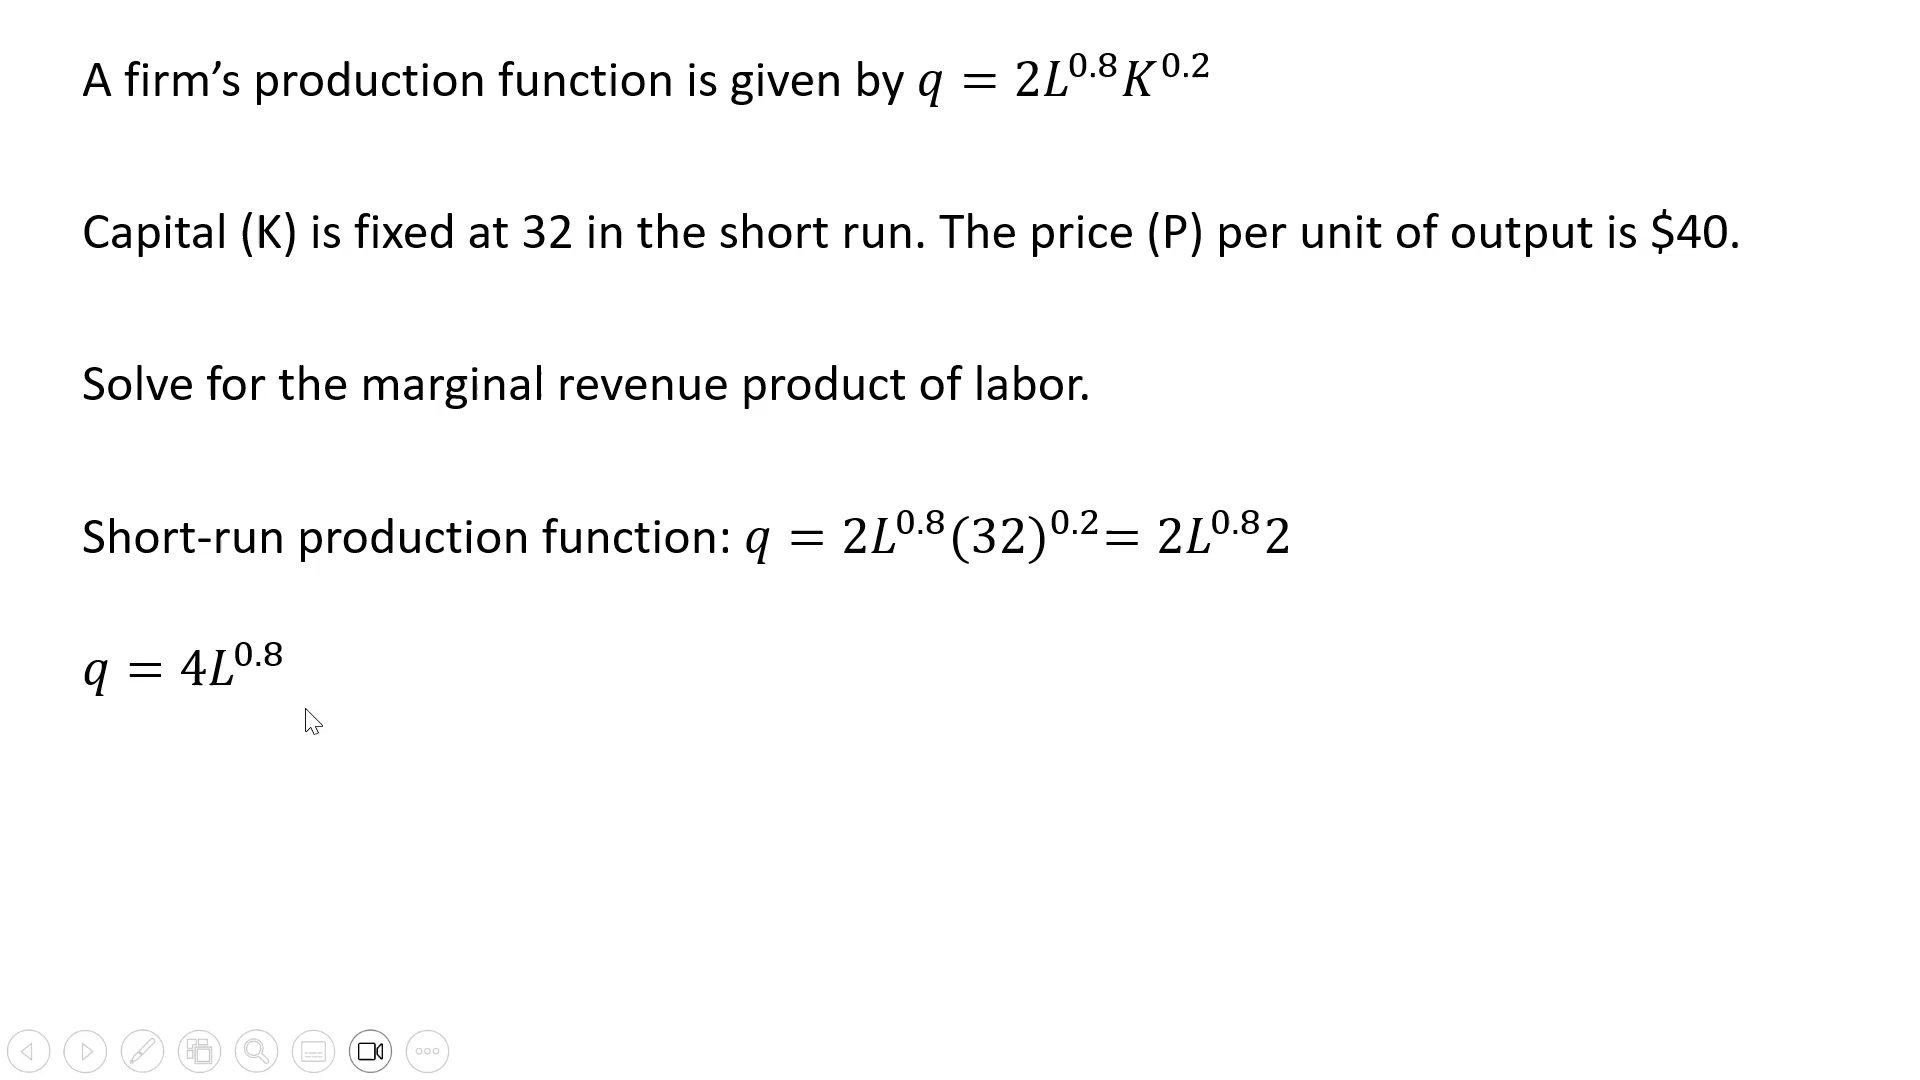 A firm’s production function is given by $q = 2L^{0.8}K^{0.2}$
Capital (K) is fixed at 32 in the short run. The price (P) per unit of output is $40.
Solve for the marginal revenue product of labor.
Short-run production function: $q = 2L^{0.8}(32)^{0.2} = 2L^{0.8}2$
$q = 4L^{0.8}$